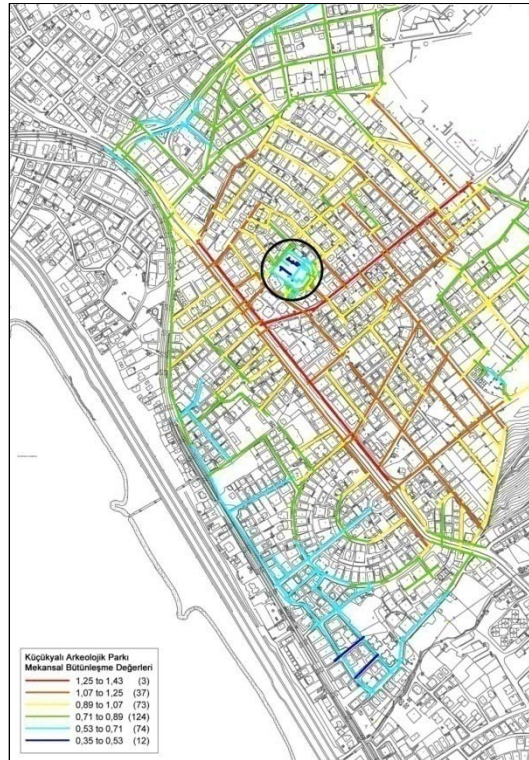 Küçükyalı Arkeolojik Parkı
Mekansal Bütünleşme Değerleri
1,25 to 1,43 (3)
1,07 to 1,25 (37)
0,89 to 1,07 (73)
0,71 to 0,89 (124)
0,53 to 0,71 (74)
0,35 to 0,53 (12)